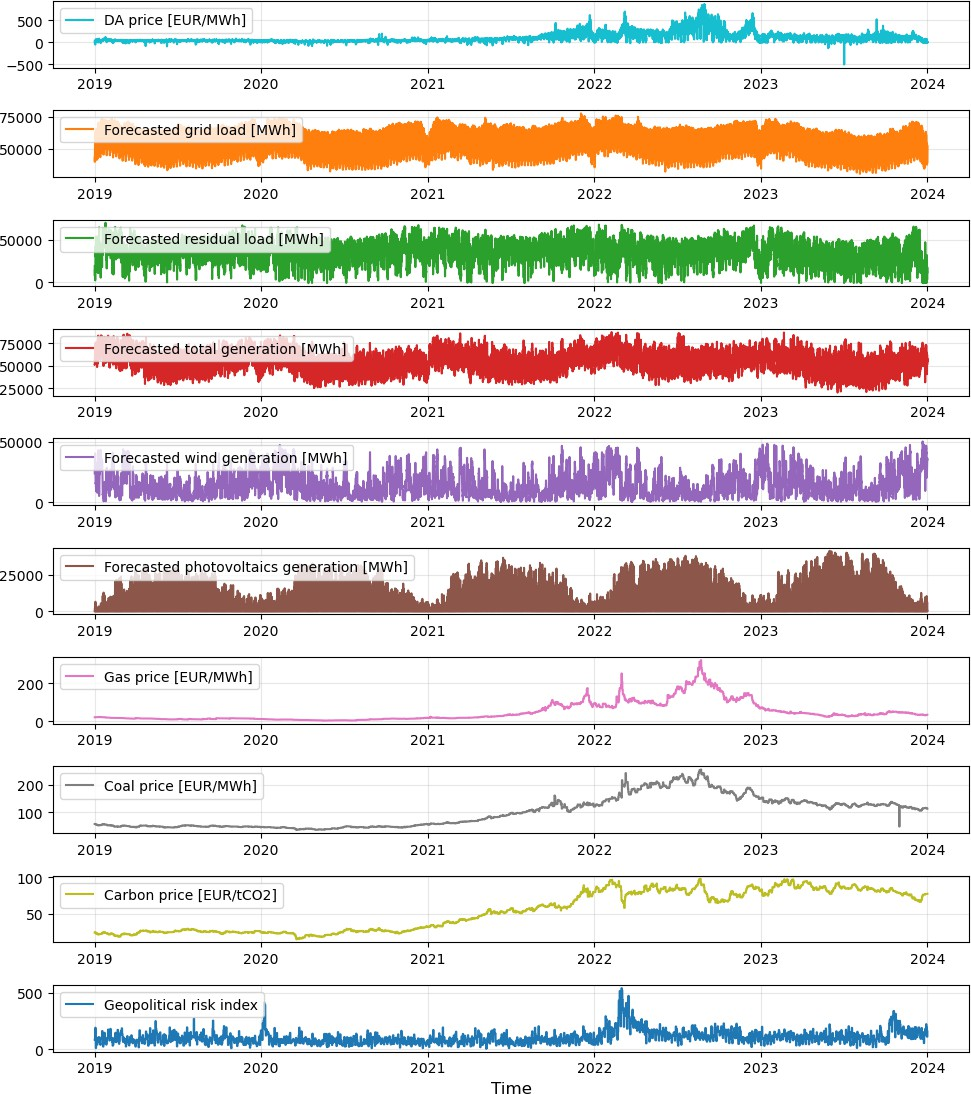 DA price [EUR/MWh]
500
0
−500
2019 2020 2021 2022 2023 2024
Forecasted grid load [MWh]
75000
50000
2019 2020 2021 2022 2023 2024
Forecasted residual load [MWh]
50000
0
2019 2020 2021 2022 2023 2024
Forecasted total generation [MWh]
75000
50000
25000
2019 2020 2021 2022 2023 2024
Forecasted wind generation [MWh]
50000
0
2019 2020 2021 2022 2023 2024
Forecasted photovoltaics generation [MWh]
25000
0
2019 2020 2021 2022 2023 2024
Gas price [EUR/MWh]
200
0
2019 2020 2021 2022 2023 2024
Coal price [EUR/MWh]
200
100
2019 2020 2021 2022 2023 2024
Carbon price [EUR/tCO2]
100
50
2019 2020 2021 2022 2023 2024
Geopolitical risk index
500
0
2019 2020 2021 2022 2023 2024
Time